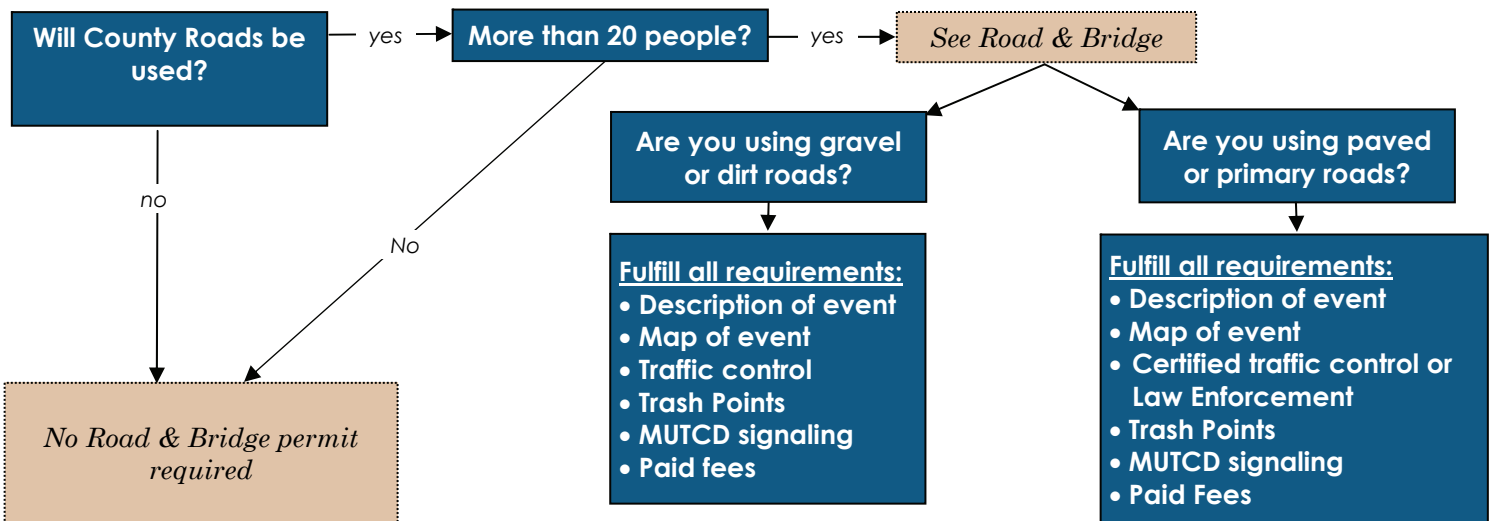 Will County Roads be
used?
yes
More than 20 people?
yes
See Road & Bridge
Are you using gravel
or dirt roads?
Are you using paved
or primary roads?
no
No
Fulfill all requirements:
• Description of event
• Map of event
• Traffic control
• Trash Points
• MUTCD signaling
• Paid fees
Fulfill all requirements:
• Description of event
• Map of event
• Certified traffic control or
Law Enforcement
• Trash Points
• MUTCD signaling
• Paid Fees
No Road & Bridge permit
required